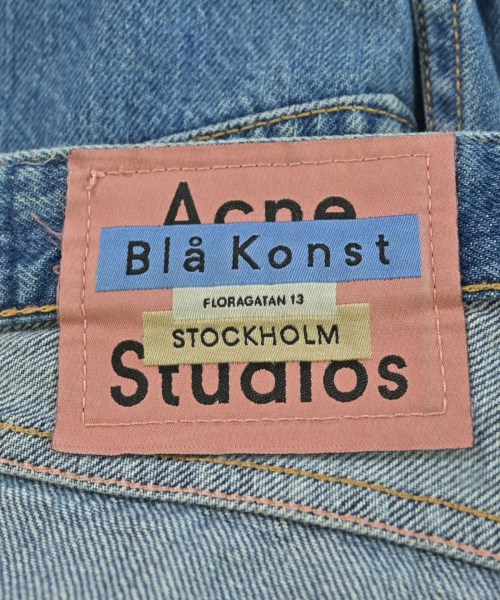 Acne
Blå Konst
FLORAGATAN 13
STOCKHOLM
Studios